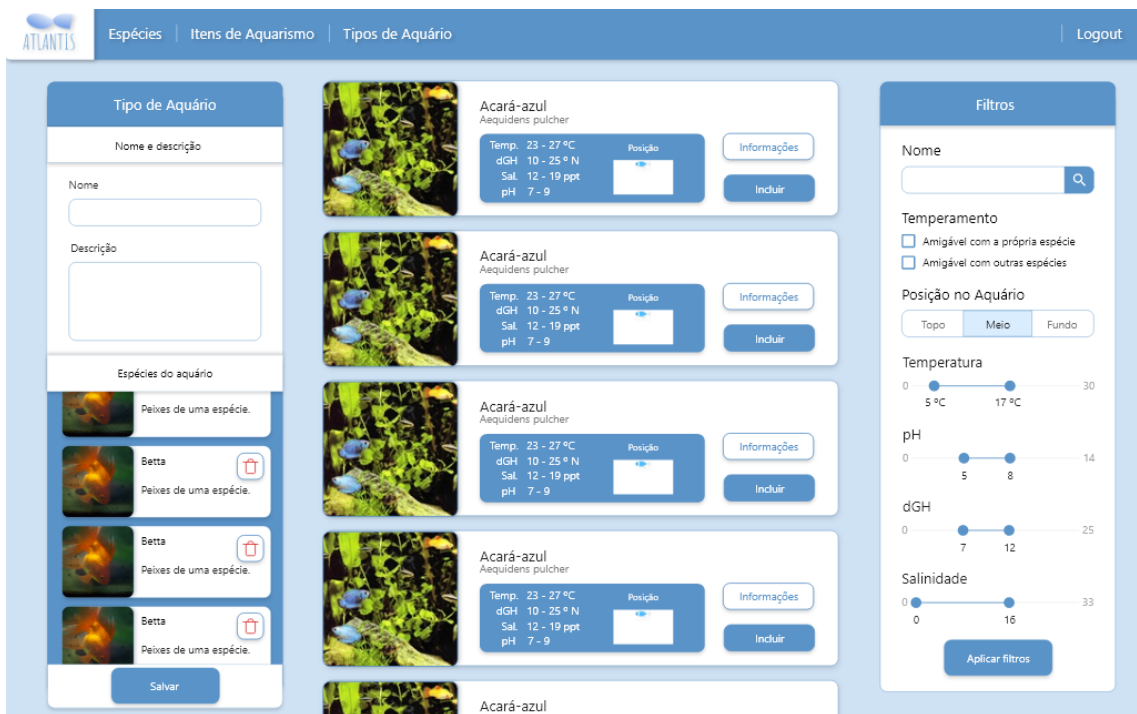 ATLANTIS
Espécies
Itens de Aquarismo
Tipos de Aquário
Logout
Tipo de Aquário
Nome e descrição
Nome
Descrição
Espécies do aquário
Peixes de uma espécie.
Betta
Peixes de uma espécie.
Betta
Peixes de uma espécie.
Betta
Peixes de uma espécie.
Salvar
Acará-azul
Aequidens pulcher
Temp. 23 - 27 ºC
dGH 10 - 25 º N
Sal. 12 - 19 ppt
pH 7 - 9
Posição
Informações
Incluir
Acará-azul
Aequidens pulcher
Temp. 23 - 27 ºC
dGH 10 - 25 º N
Sal. 12 - 19 ppt
pH 7 - 9
Posição
Informações
Incluir
Acará-azul
Aequidens pulcher
Temp. 23 - 27 ºC
dGH 10 - 25 º N
Sal. 12 - 19 ppt
pH 7 - 9
Posição
Informações
Incluir
Acará-azul
Aequidens pulcher
Temp. 23 - 27 ºC
dGH 10 - 25 º N
Sal. 12 - 19 ppt
pH 7 - 9
Posição
Informações
Incluir
Acará-azul
Filtros
Nome
Temperamento
Amigável com a própria espécie
Amigável com outras espécies
Posição no Aquário
Topo Meio Fundo
Temperatura
0 30
5 ºC 17 ºC
pH
0 14
5 8
dGH
0 25
7 12
Salinidade
0 33
0 16
Aplicar filtros